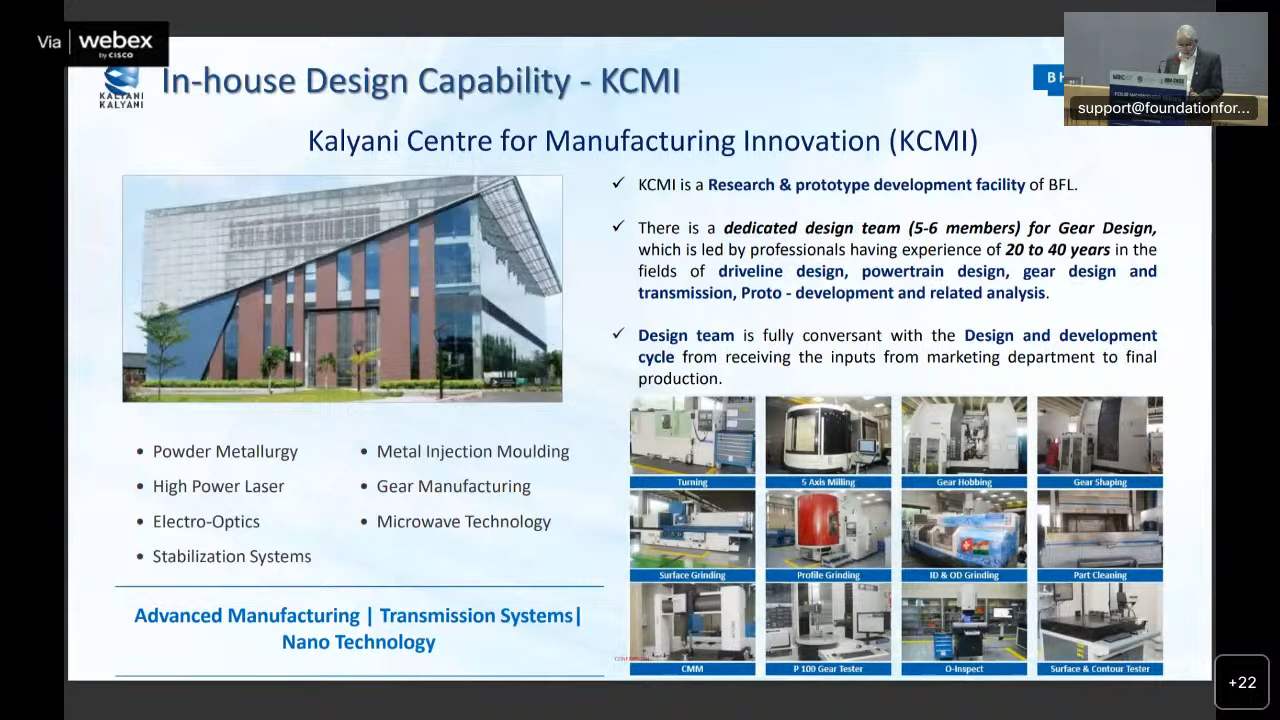 Via webex
by CISCO
KALYANI
KALYANI
In-house Design Capability - KCMI
BH
support@foundationfor...
Kalyani Centre for Manufacturing Innovation (KCMI)
✓ KCMI is a Research & prototype development facility of BFL.
✓ There is a dedicated design team (5-6 members) for Gear Design,
which is led by professionals having experience of 20 to 40 years in the
fields of driveline design, powertrain design, gear design and
transmission, Proto - development and related analysis.
✓ Design team is fully conversant with the Design and development
cycle from receiving the inputs from marketing department to final
production.
• Powder Metallurgy
• High Power Laser
• Electro-Optics
• Stabilization Systems
• Metal Injection Moulding
• Gear Manufacturing
• Microwave Technology
Advanced Manufacturing | Transmission Systems|
Nano Technology
Turning
5 Axis Milling
Gear Hobbing
Gear Shaping
Surface Grinding
Profile Grinding
ID & OD Grinding
Part Cleaning
CMM
P 100 Gear Tester
O-Inspect
Surface & Contour Tester
+22